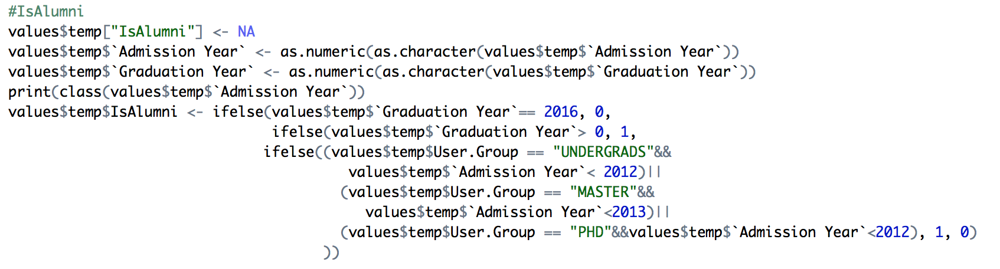 #IsAlumni
values$temp["IsAlumni"] <- NA
values$temp$`Admission Year` <- as.numeric(as.character(values$temp$`Admission Year`))
values$temp$`Graduation Year` <- as.numeric(as.character(values$temp$`Graduation Year`))
print(class(values$temp$`Admission Year`))
values$temp$IsAlumni <- ifelse(values$temp$`Graduation Year`== 2016, 0,
ifelse(values$temp$`Graduation Year`> 0, 1,
ifelse((values$temp$User.Group == "UNDERGRADS"&&
values$temp$`Admission Year`< 2012)||
(values$temp$User.Group == "MASTER"&&
values$temp$`Admission Year`<2013)||
(values$temp$User.Group == "PHD"&&values$temp$`Admission Year`<2012), 1, 0)
))